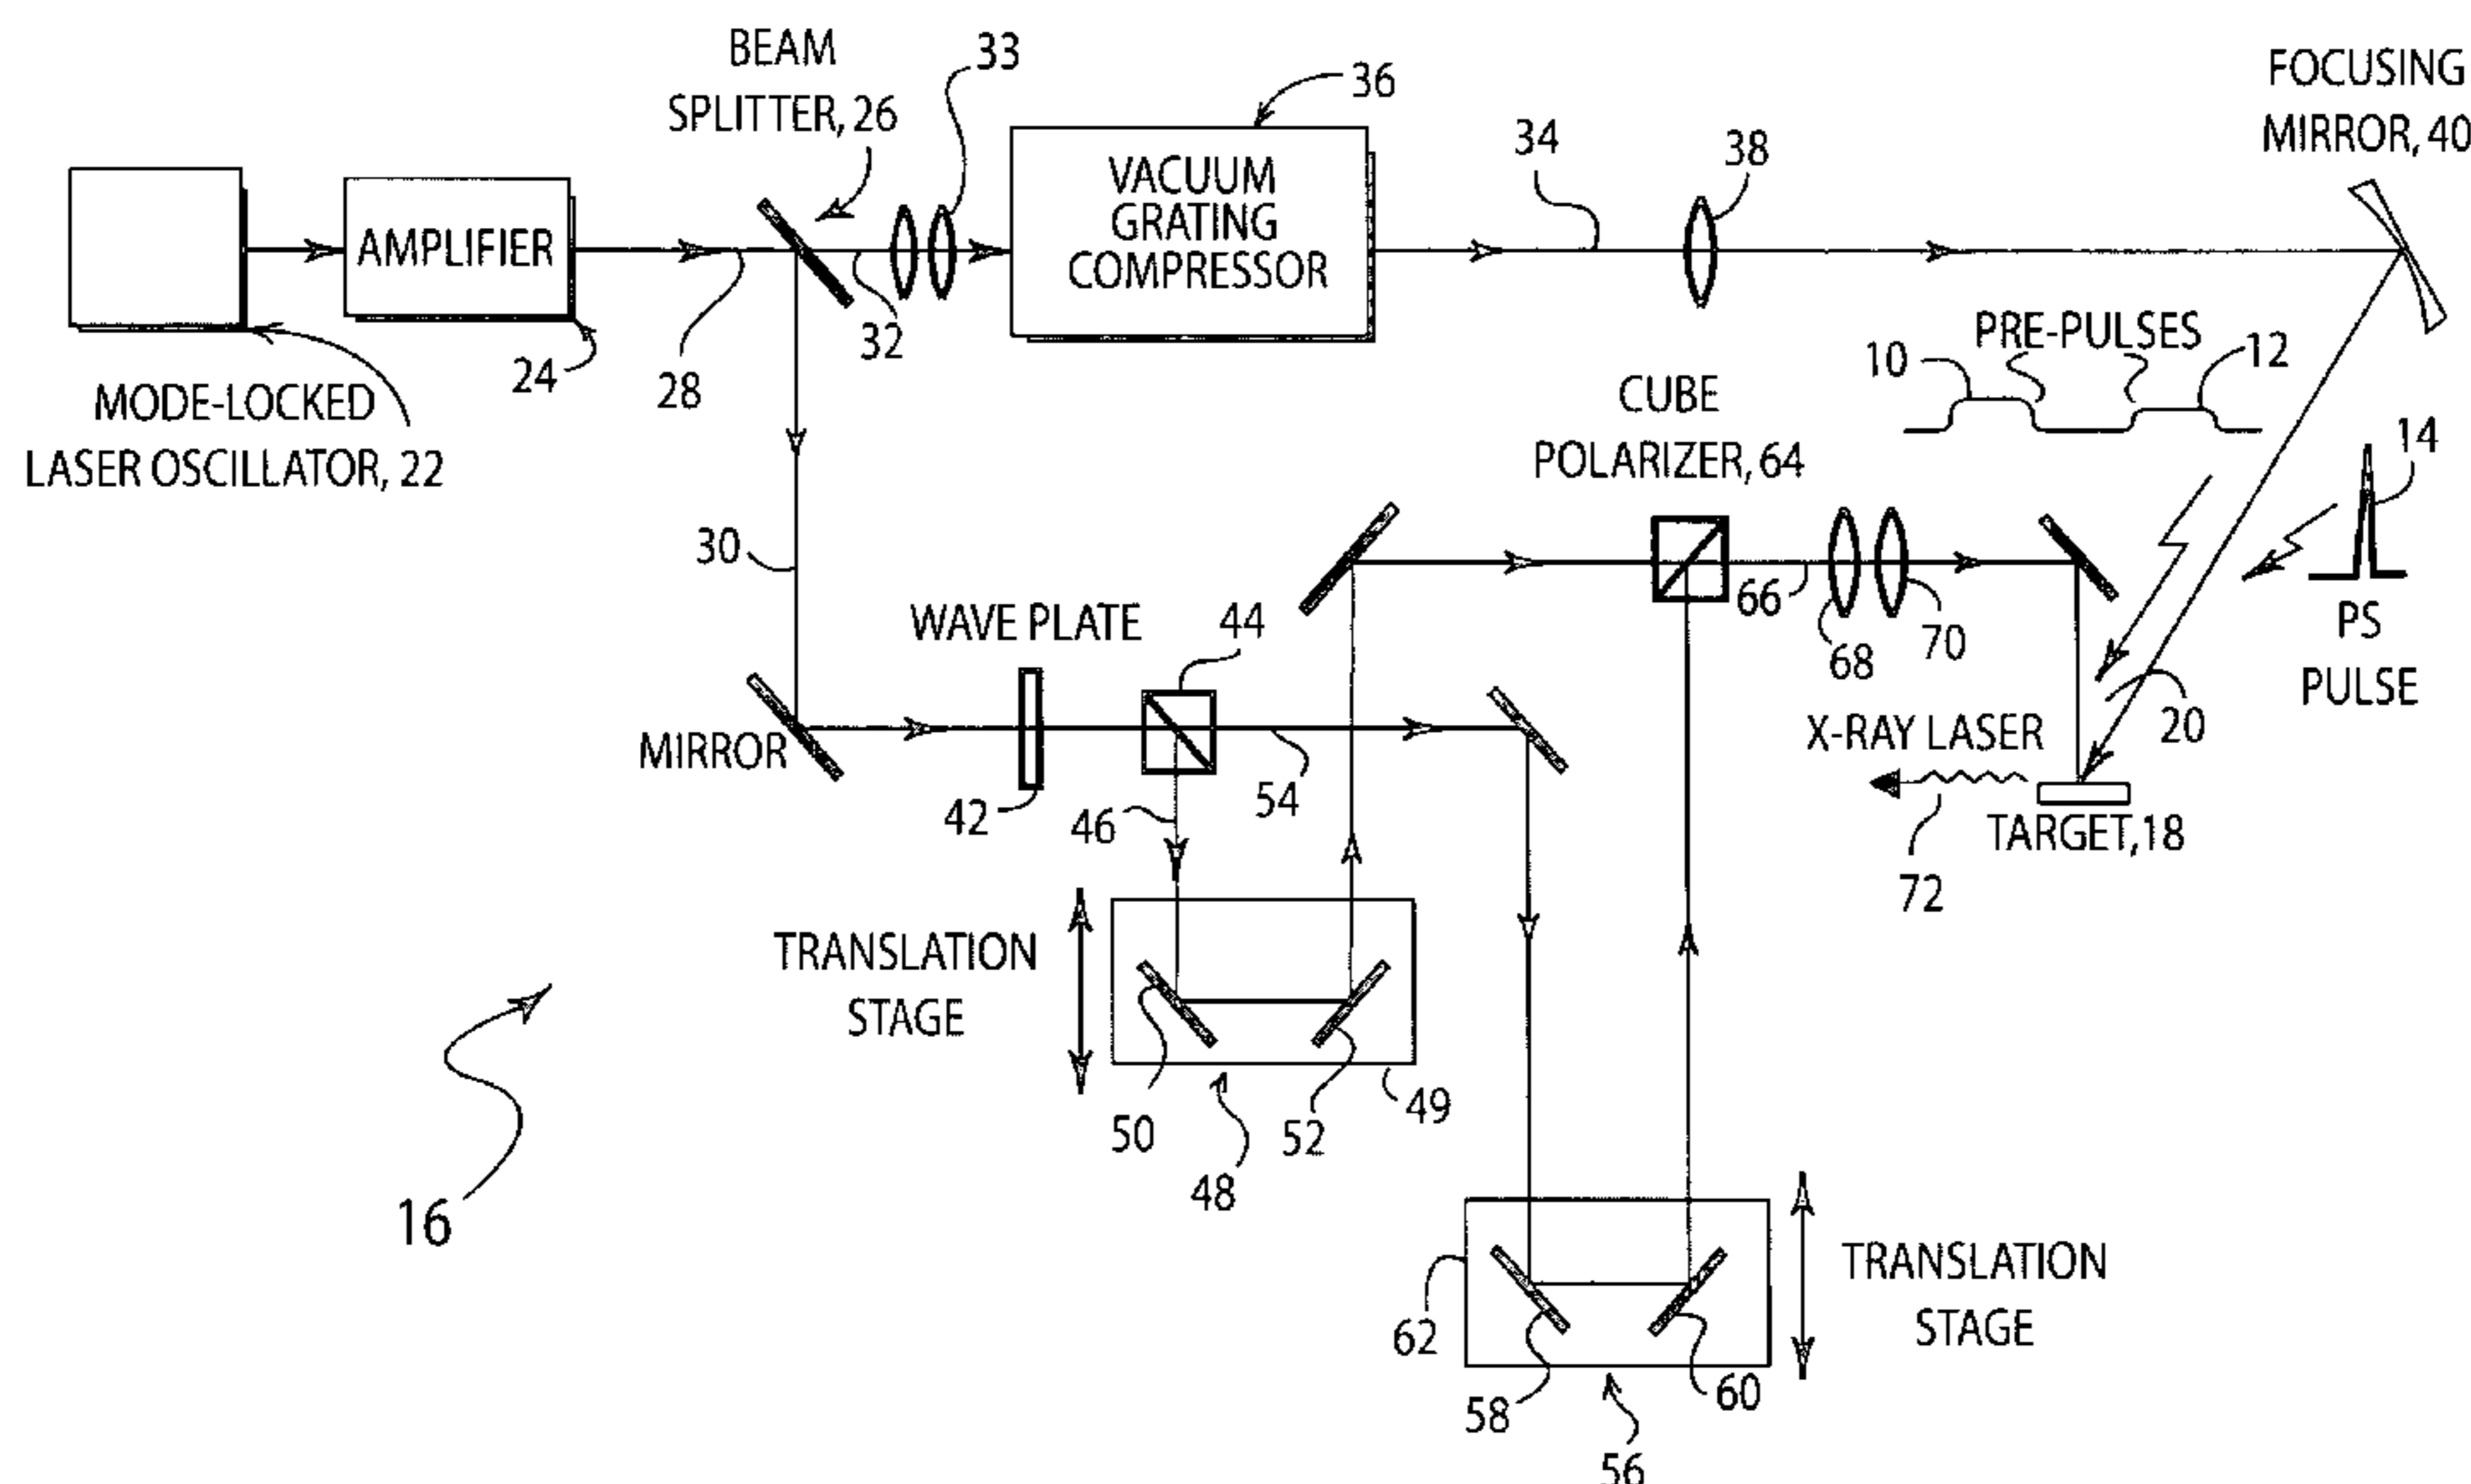 BEAM
SPLITTER, 26
33
36
34
38
FOCUSING
MIRROR, 40
AMPLIFIER
VACUUM
GRATING
COMPRESSOR
MODE-LOCKED
LASER OSCILLATOR, 22
24
28
32
PRE-PULSES
10
12
14
PS
PULSE
CUBE
POLARIZER, 64
30
WAVE PLATE
44
66
68
70
MIRROR
42
46
54
X-RAY LASER
20
TARGET, 18
72
TRANSLATION
STAGE
50
52
49
48
16
62
58
60
56
TRANSLATION
STAGE